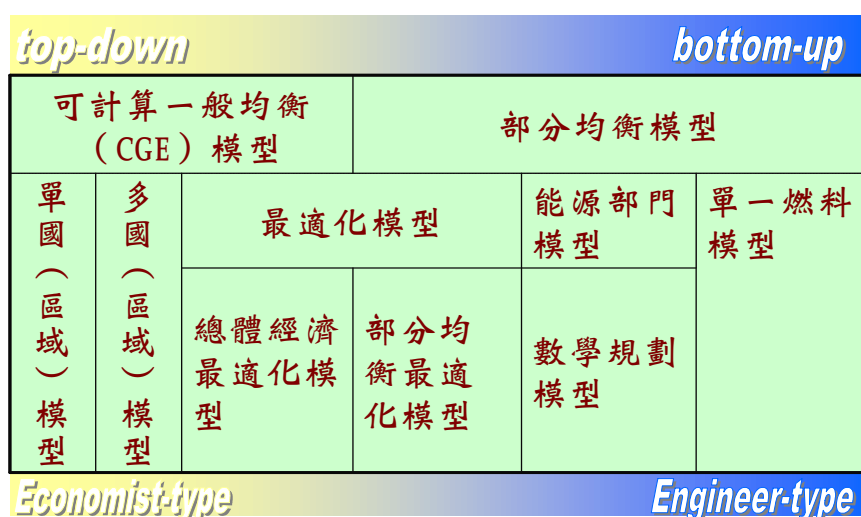 top-down
bottom-up
可計算一般均衡
（CGE）模型
部分均衡模型
單國（區域）模型
多國（區域）模型
最適化模型
能源部門
模型
單一燃料
模型
總體經濟
最適化模
型
部分均
衡最適
化模型
數學規劃
模型
Economist-type
Engineer-type